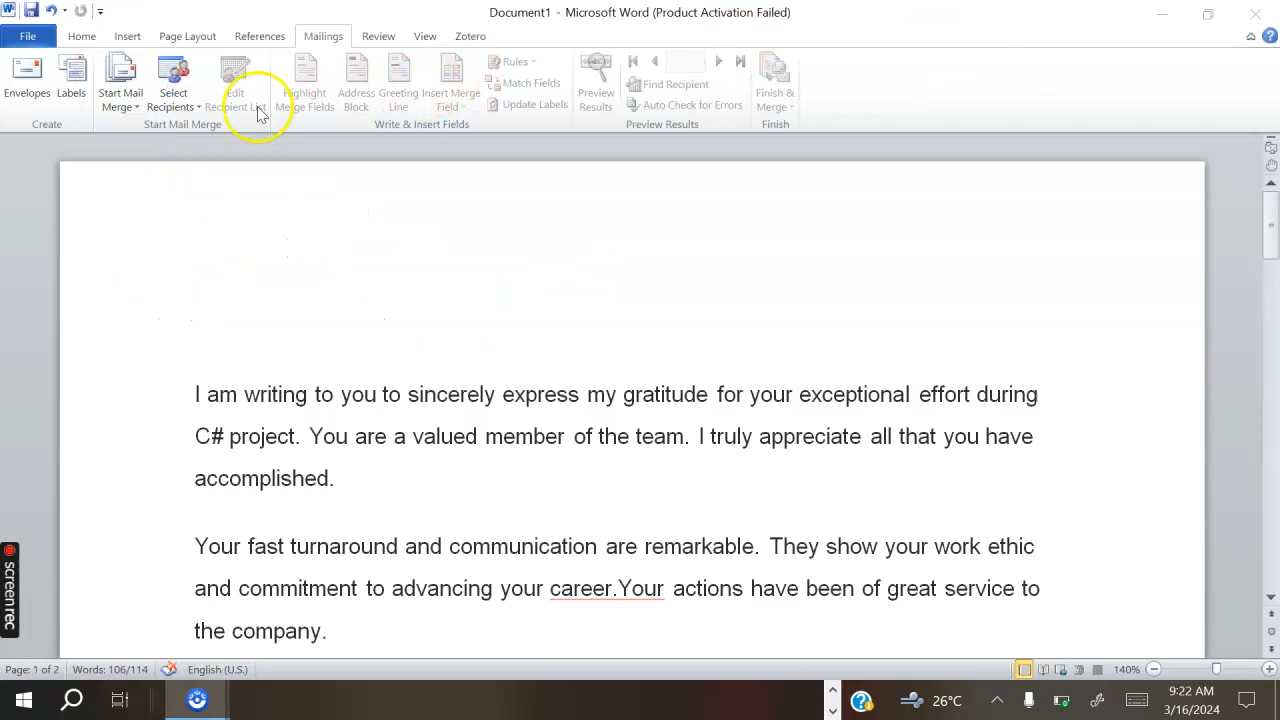 Document1 - Microsoft Word (Product Activation Failed)
File Home Insert Page Layout References Mailings Review View Zotero
Envelopes Labels Start Mail Merge Select Recipients Edit Recipient List Highlight Merge Fields Address Block Greeting Line Insert Merge Field Rules Match Fields Update Labels Preview Results Find Recipient Auto Check for Errors Finish & Merge
Create Start Mail Merge Write & Insert Fields Preview Results Finish
I am writing to you to sincerely express my gratitude for your exceptional effort during
C# project. You are a valued member of the team. I truly appreciate all that you have
accomplished.
Your fast turnaround and communication are remarkable. They show your work ethic
and commitment to advancing your career.Your actions have been of great service to
the company.
screen rec
Page: 1 of 2 Words: 106/114 English (U.S.) 140%
26°C 9:22 AM
3/16/2024